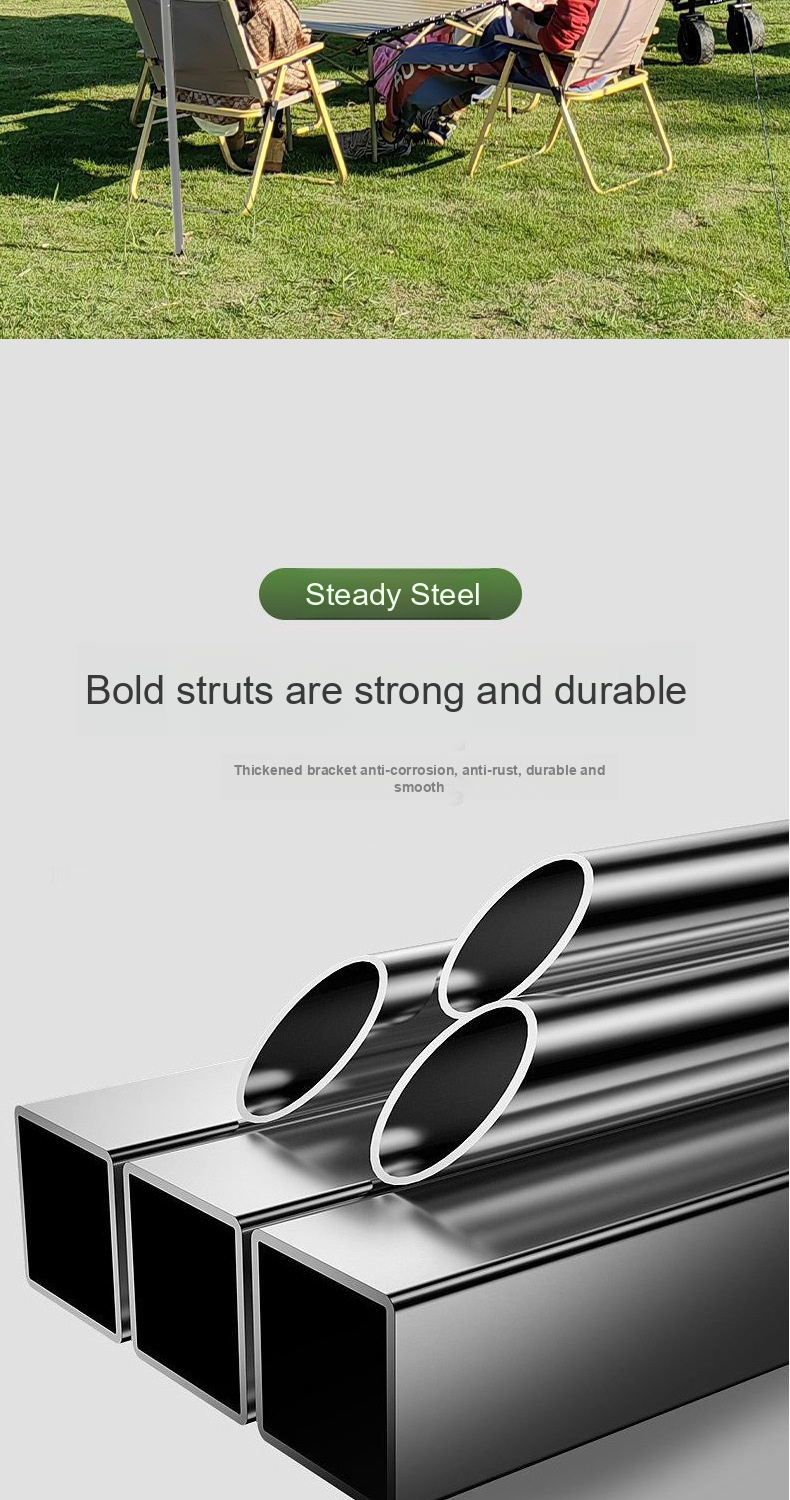 Steady Steel
Bold struts are strong and durable
Thickened bracket anti-corrosion, anti-rust, durable and
smooth